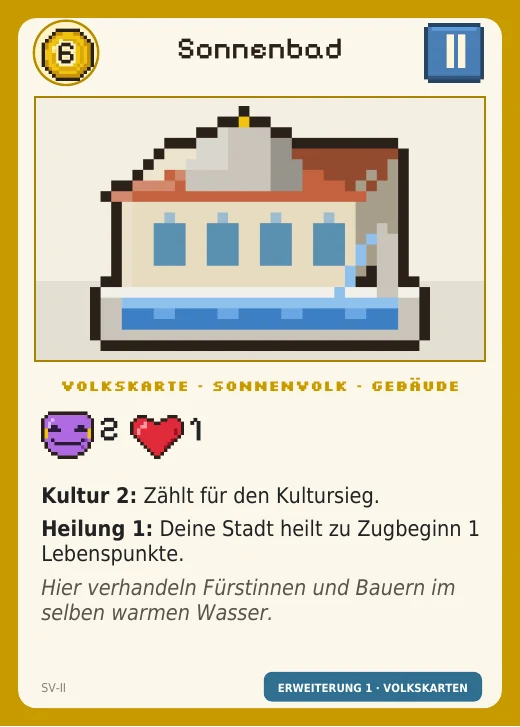 6
Sonnenbad
II
VOLKSKARTE - SONNENVOLK - GEBÄUDE
2 1
Kultur 2: Zählt für den Kultursieg.
Heilung 1: Deine Stadt heilt zu Zugbeginn 1
Lebenspunkte.
Hier verhandeln Fürstinnen und Bauern im
selben warmen Wasser.
SV-II
ERWEITERUNG 1 · VOLKSKARTEN